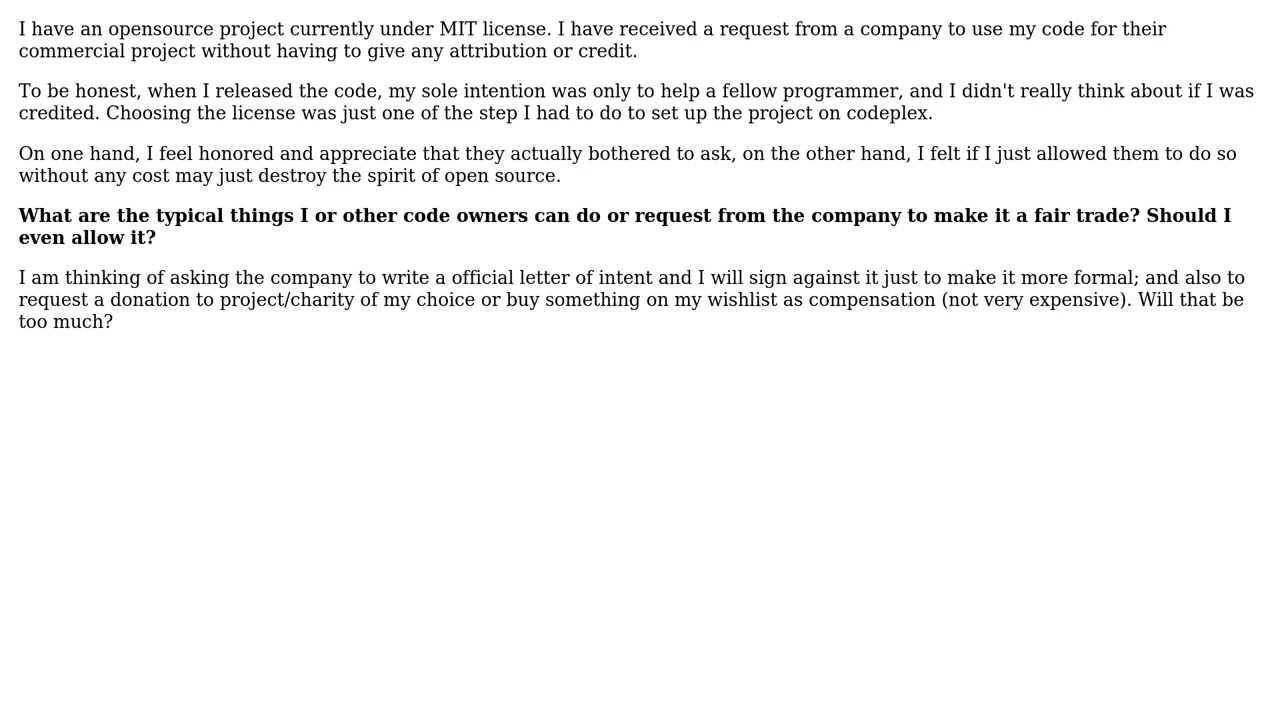 I have an opensource project currently under MIT license. I have received a request from a company to use my code for their
commercial project without having to give any attribution or credit.
To be honest, when I released the code, my sole intention was only to help a fellow programmer, and I didn't really think about if I was
credited. Choosing the license was just one of the step I had to do to set up the project on codeplex.
On one hand, I feel honored and appreciate that they actually bothered to ask, on the other hand, I felt if I just allowed them to do so
without any cost may just destroy the spirit of open source.
What are the typical things I or other code owners can do or request from the company to make it a fair trade? Should I
even allow it?
I am thinking of asking the company to write a official letter of intent and I will sign against it just to make it more formal; and also to
request a donation to project/charity of my choice or buy something on my wishlist as compensation (not very expensive). Will that be
too much?